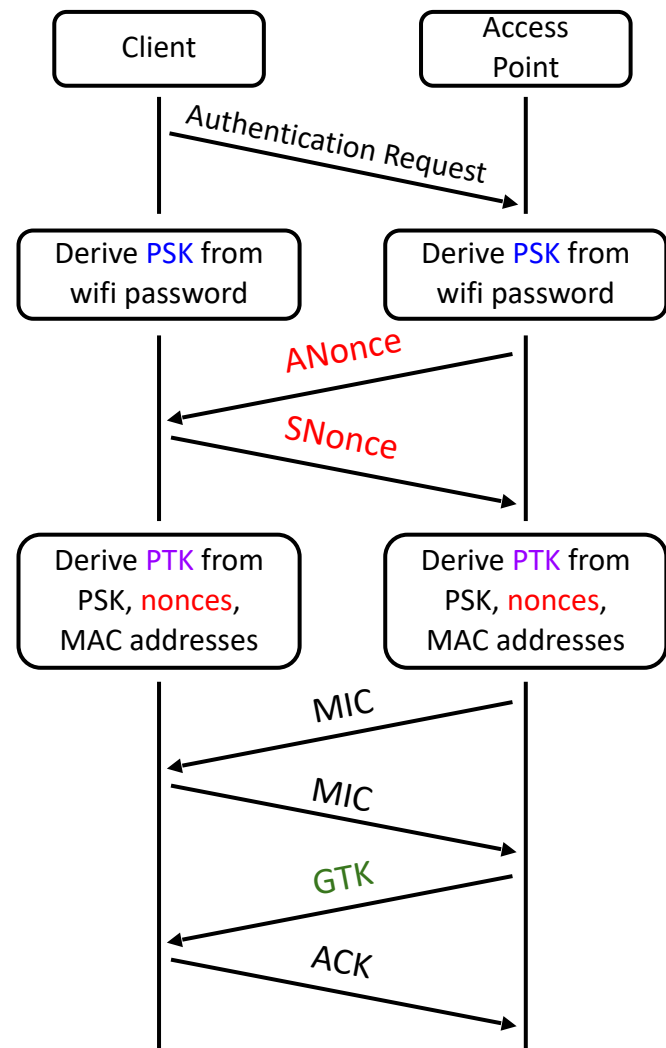 Client
Access
Point
Authentication Request
Derive PSK from
wifi password
Derive PSK from
wifi password
ANonce
SNonce
Derive PTK from
PSK, nonces,
MAC addresses
Derive PTK from
PSK, nonces,
MAC addresses
MIC
MIC
GTK
ACK